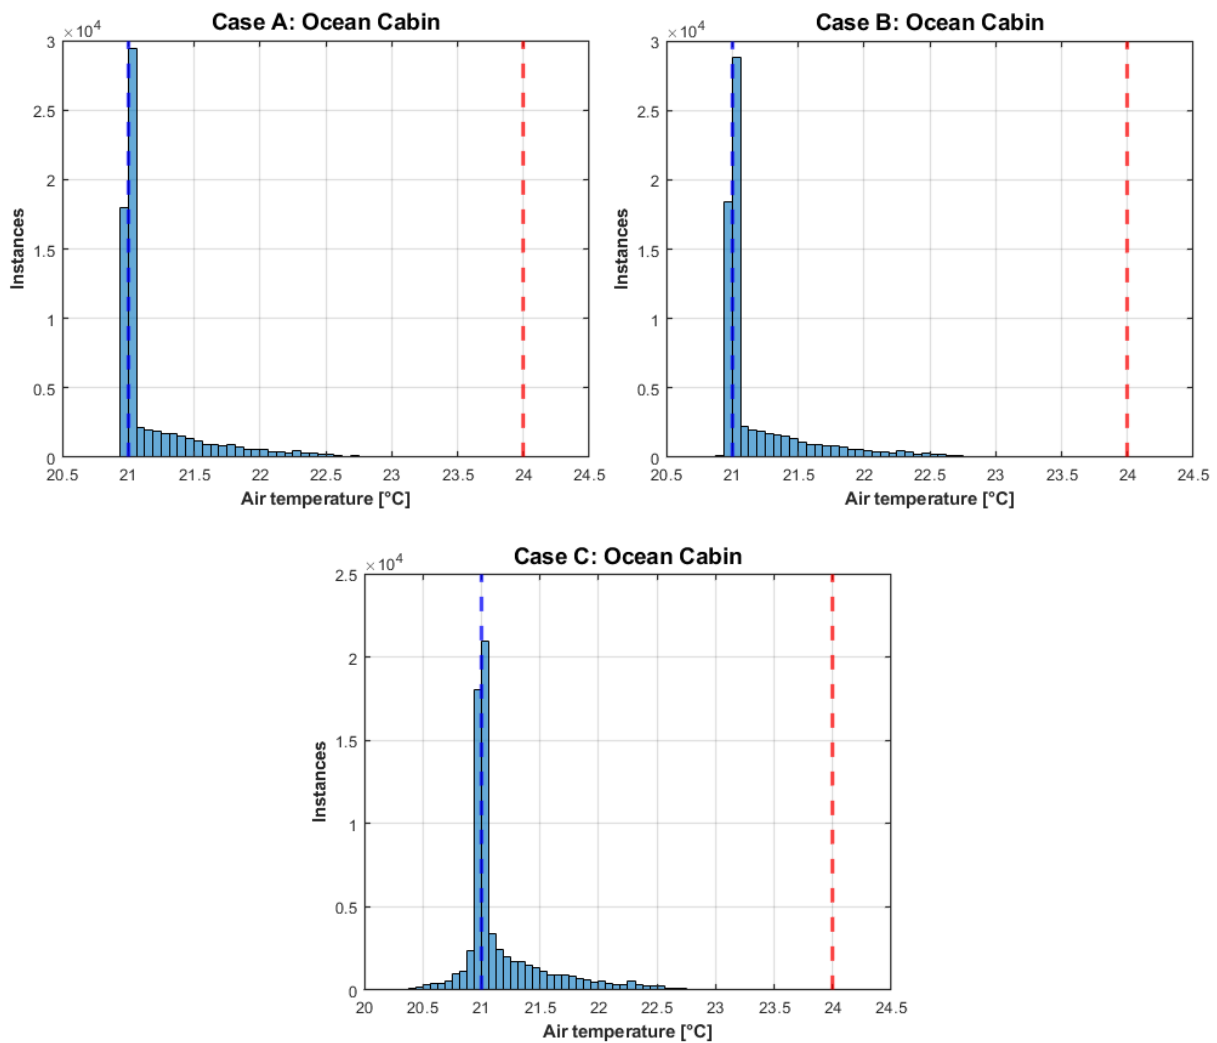 Case A: Ocean Cabin
×10⁴
3
2.5
2
1.5
1
0.5
0
Instances
20.5 21 21.5 22 22.5 23 23.5 24 24.5
Air temperature [°C]
Case B: Ocean Cabin
×10⁴
3
2.5
2
1.5
1
0.5
0
Instances
20.5 21 21.5 22 22.5 23 23.5 24 24.5
Air temperature [°C]
Case C: Ocean Cabin
×10⁴
2.5
2
1.5
1
0.5
0
Instances
20 20.5 21 21.5 22 22.5 23 23.5 24 24.5
Air temperature [°C]